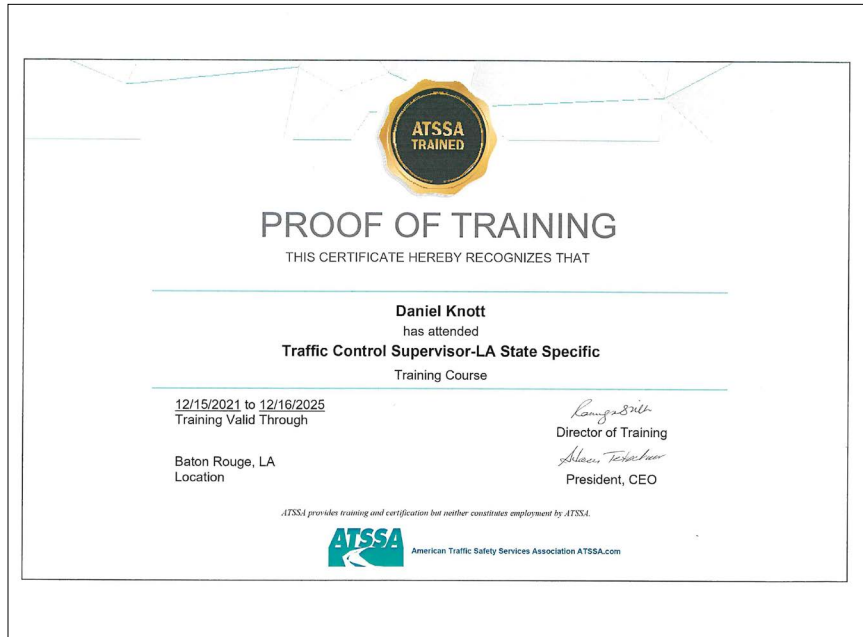 ATSSA
TRAINED
PROOF OF TRAINING
THIS CERTIFICATE HEREBY RECOGNIZES THAT
Daniel Knott
has attended
Traffic Control Supervisor-LA State Specific
Training Course
12/15/2021 to 12/16/2025
Training Valid Through
Director of Training
Baton Rouge, LA
Location
President, CEO
ATSSA provides training and certification but neither constitutes employment by ATSSA.
ATSSA
American Traffic Safety Services Association ATSSA.com